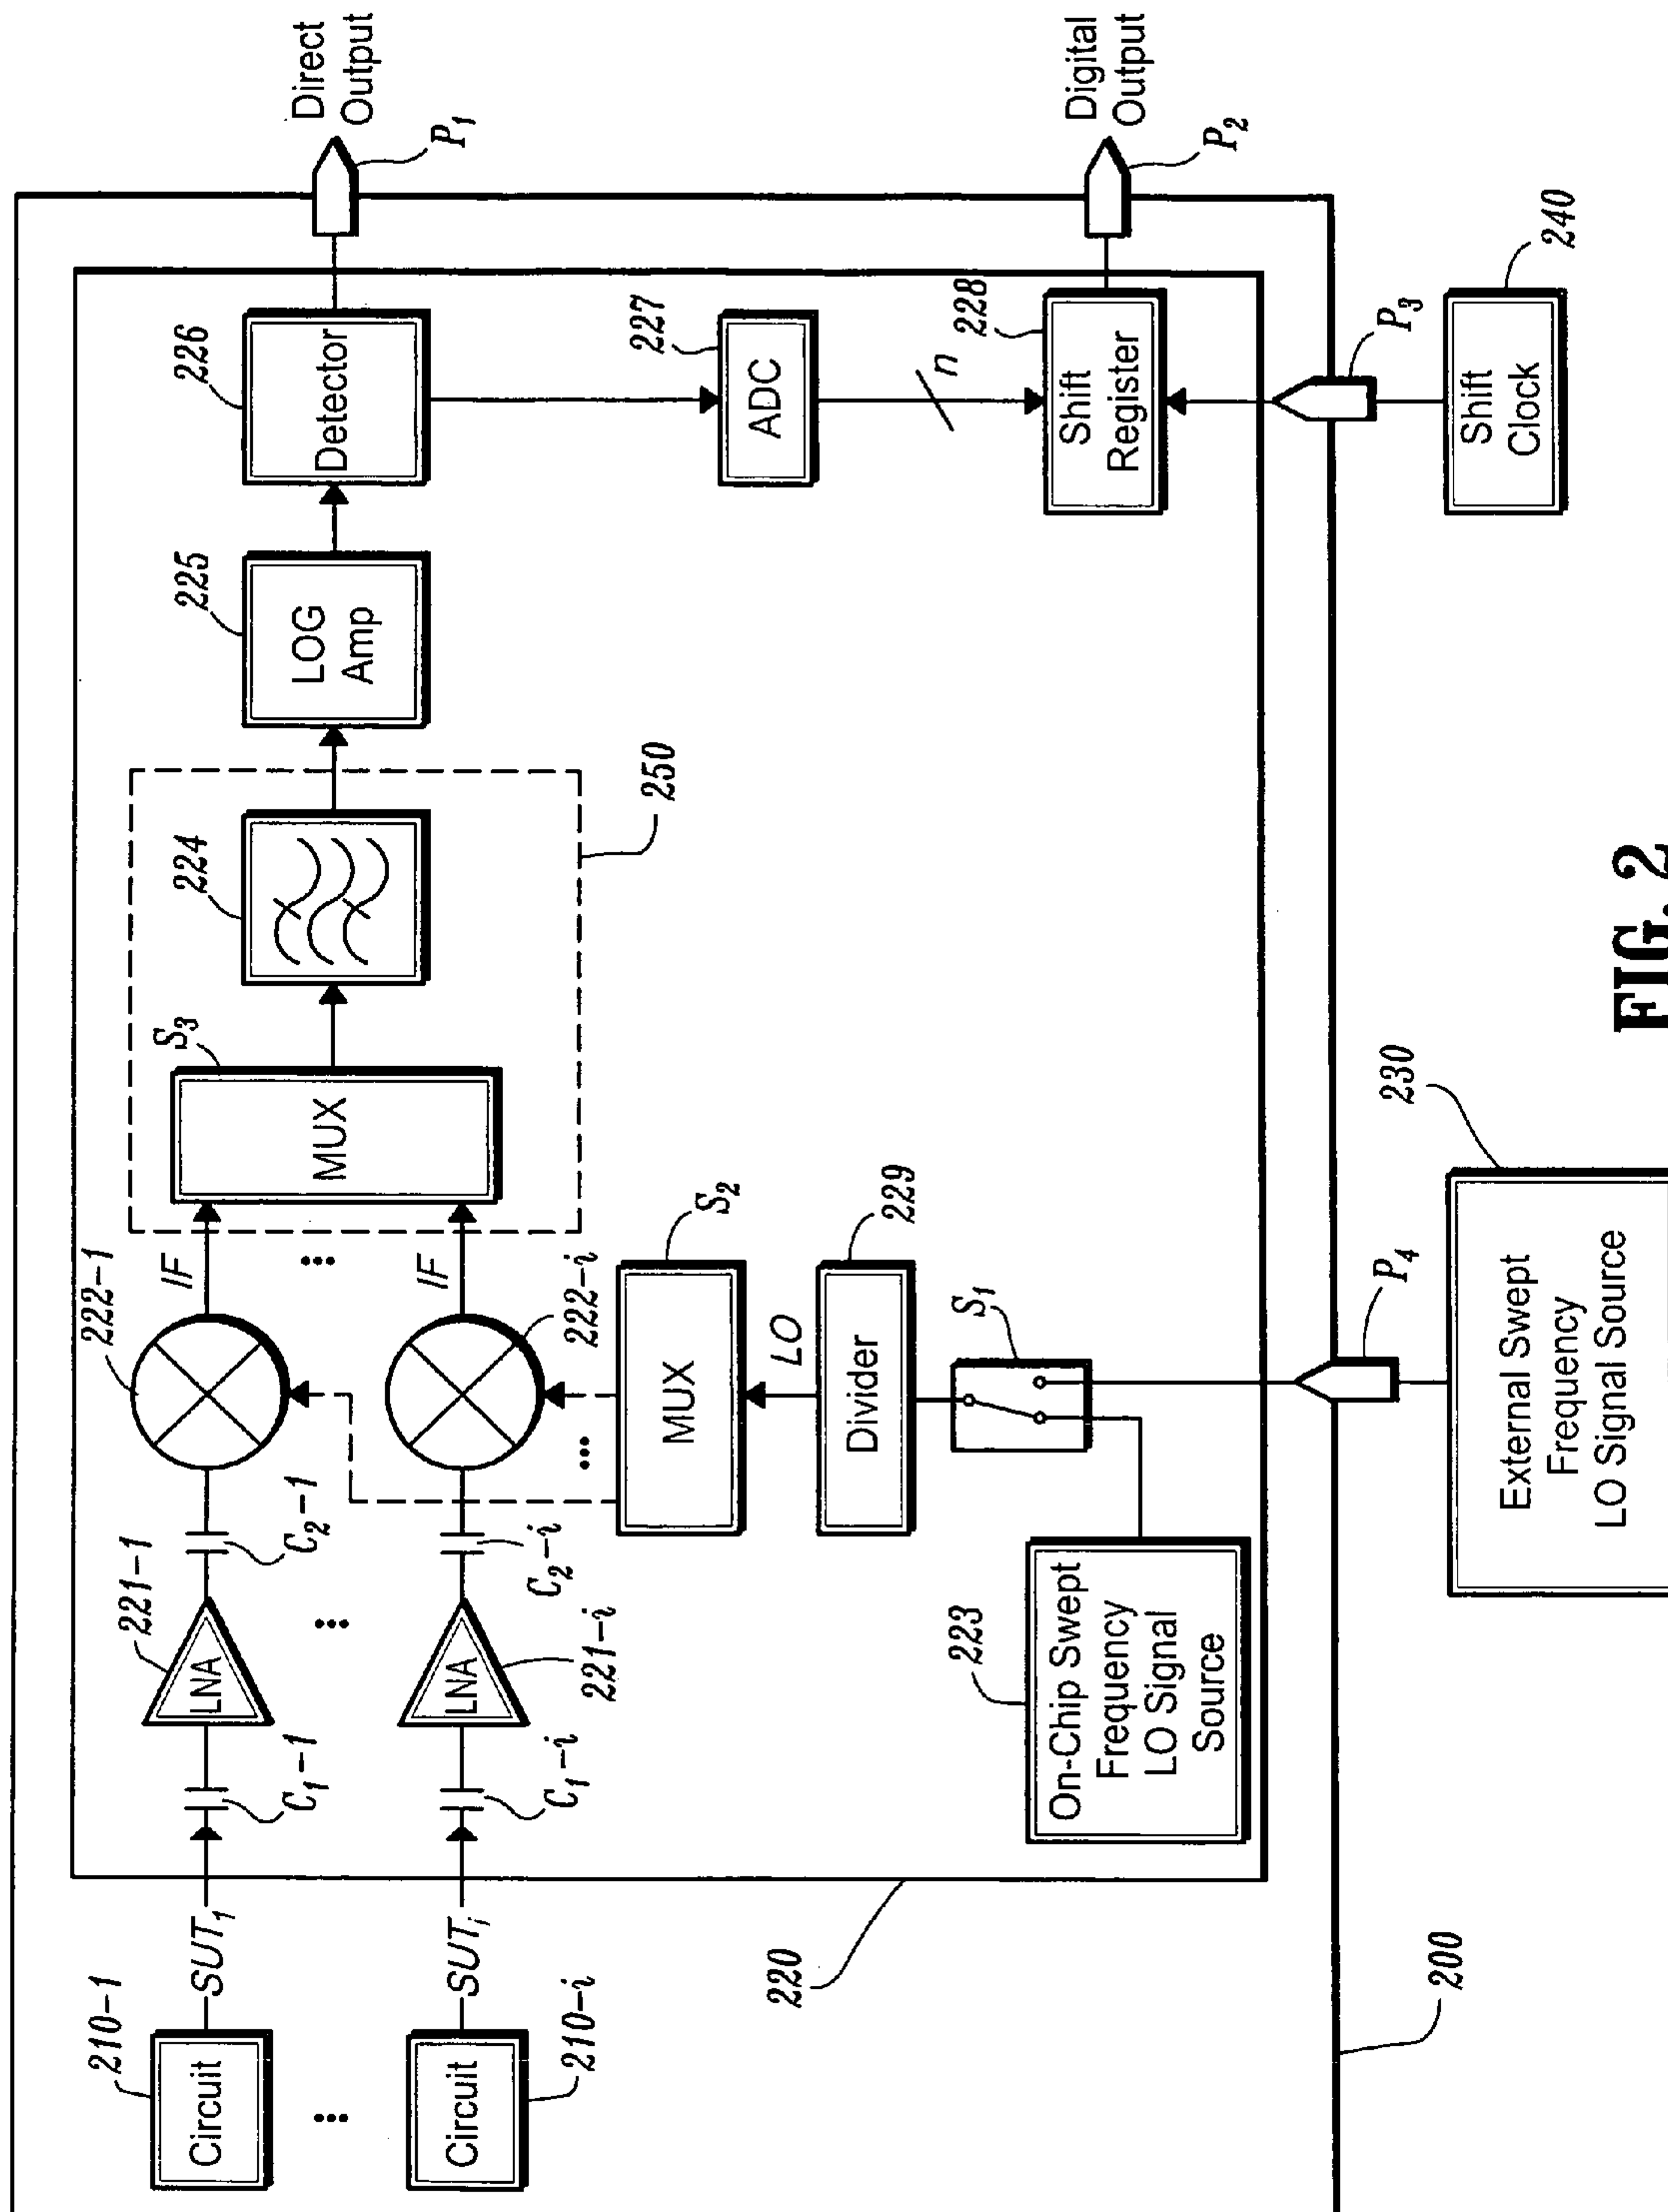 210-1
Circuit
SUT₁
C₁-1
221-1
LNA
C₂-1
222-1
IF
S₃
MUX
224
225
LOG
Amp
226
Detector
Direct
Output
P₁
210-i
Circuit
SUTᵢ
C₁-i
221-i
LNA
C₂-i
222-i
IF
250
227
ADC
n
228
Shift
Register
Digital
Output
P₂
S₂
MUX
LO
229
Divider
S₁
223
On-Chip Swept
Frequency
LO Signal
Source
220
200
P₄
230
External Swept
Frequency
LO Signal Source
P₃
240
Shift
Clock
FIG. 2